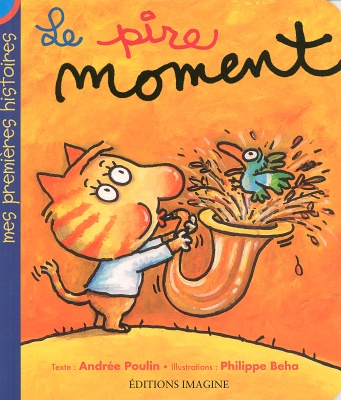 mes premières histoires
Le pire
moment
Texte : Andrée Poulin • Illustrations : Philippe Beha
ÉDITIONS IMAGINE